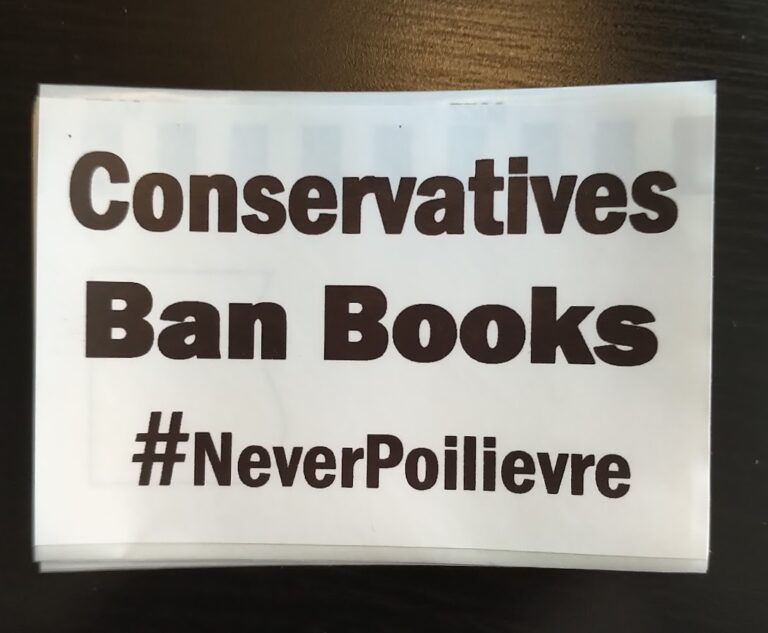 Conservatives
Ban Books
#NeverPoilievre